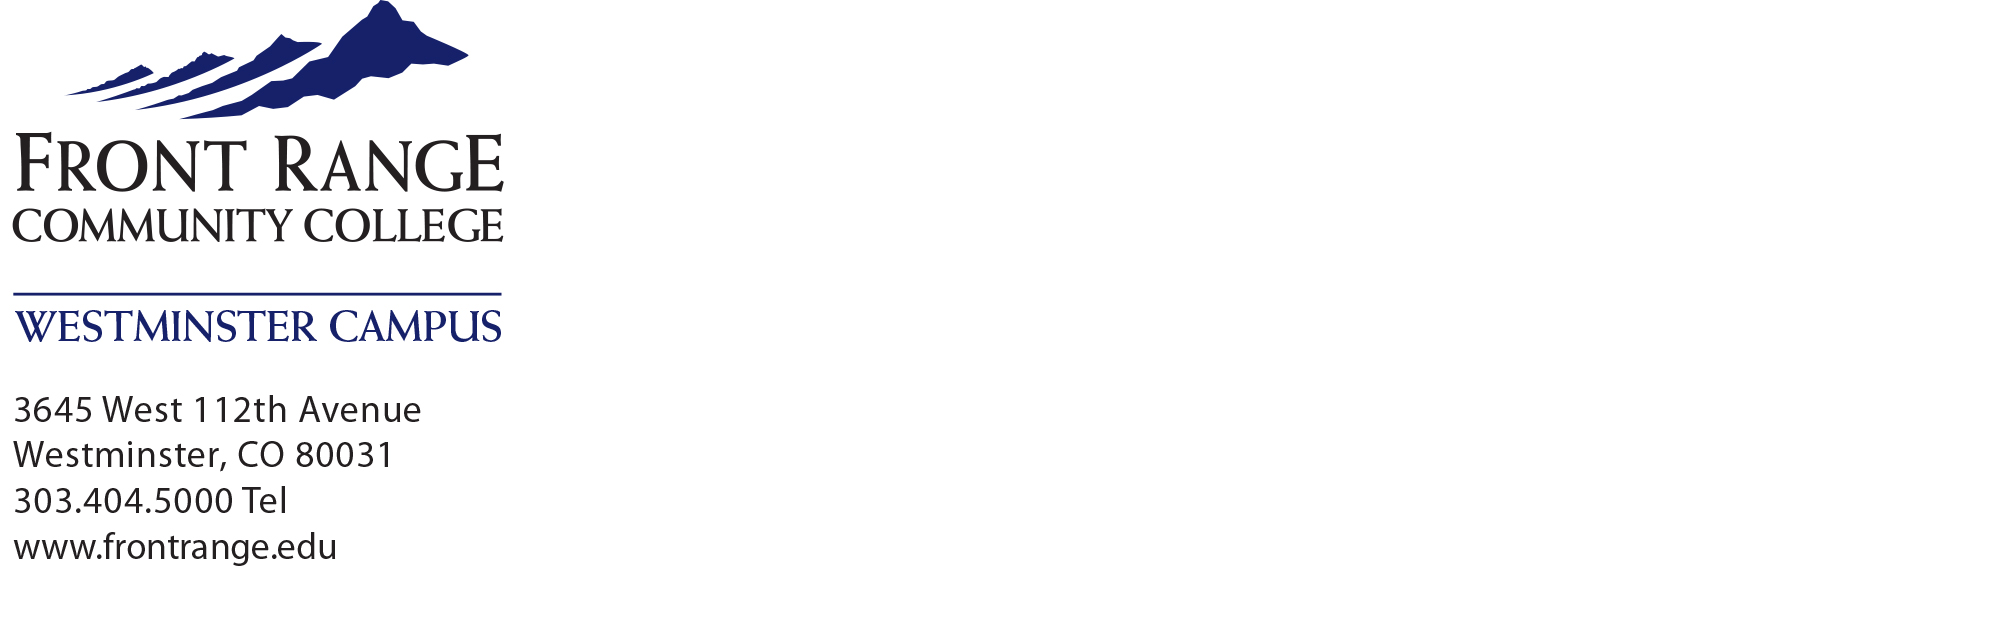 FRONT RANGE
COMMUNITY COLLEGE
WESTMINSTER CAMPUS
3645 West 112th Avenue
Westminster, CO 80031
303.404.5000 Tel
www.frontrange.edu